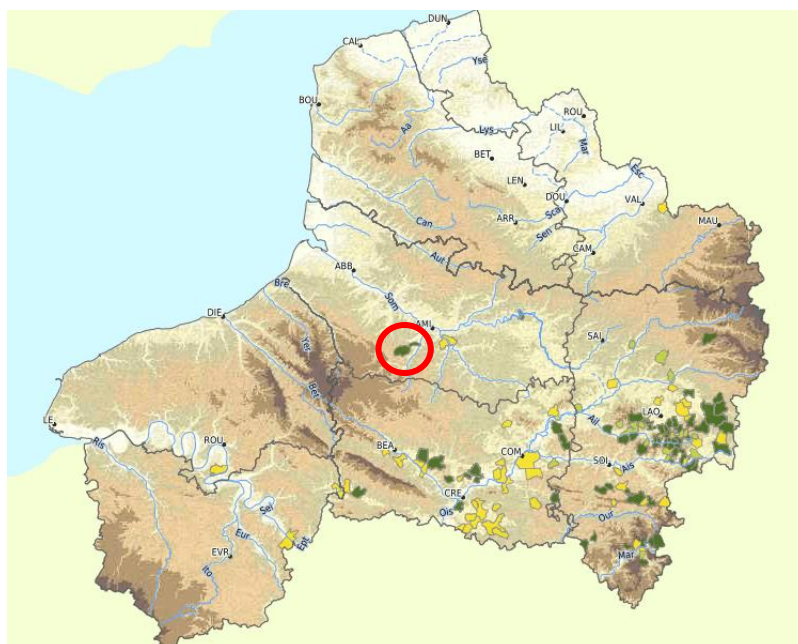 DUN
CAL
Yse
BOU
Aa
ROU
Lys
LIL
Mar
BET
Esc
LEN
DOU
Sca
VAL
ARR
Can
Sen
MAU
CAM
Aut
ABB
Som
Bre
DIE
AMI
Yer
SAI
Bet
LAO
LE
Ail
Ris
ROU
BEA
COM
SOI
Ais
CRE
Ois
Sei
Our
Eur
Ept
EVR
Mar
Ito